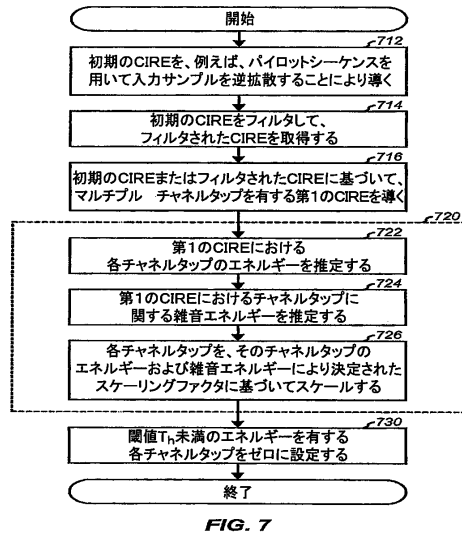 開始
712
初期のCIREを、例えば、パイロットシーケンスを
用いて入力サンプルを逆拡散することにより導く
714
初期のCIREをフィルタして、
フィルタされたCIREを取得する
716
初期のCIREまたはフィルタされたCIREに基づいて、
マルチプル チャネルタップを有する第1のCIREを導く
720
722
第1のCIREにおける
各チャネルタップのエネルギーを推定する
724
第1のCIREにおけるチャネルタップに
関する雑音エネルギーを推定する
726
各チャネルタップを、そのチャネルタップの
エネルギーおよび雑音エネルギーにより決定された
スケーリングファクタに基づいてスケールする
730
閾値Th未満のエネルギーを有する
各チャネルタップをゼロに設定する
終了
FIG. 7